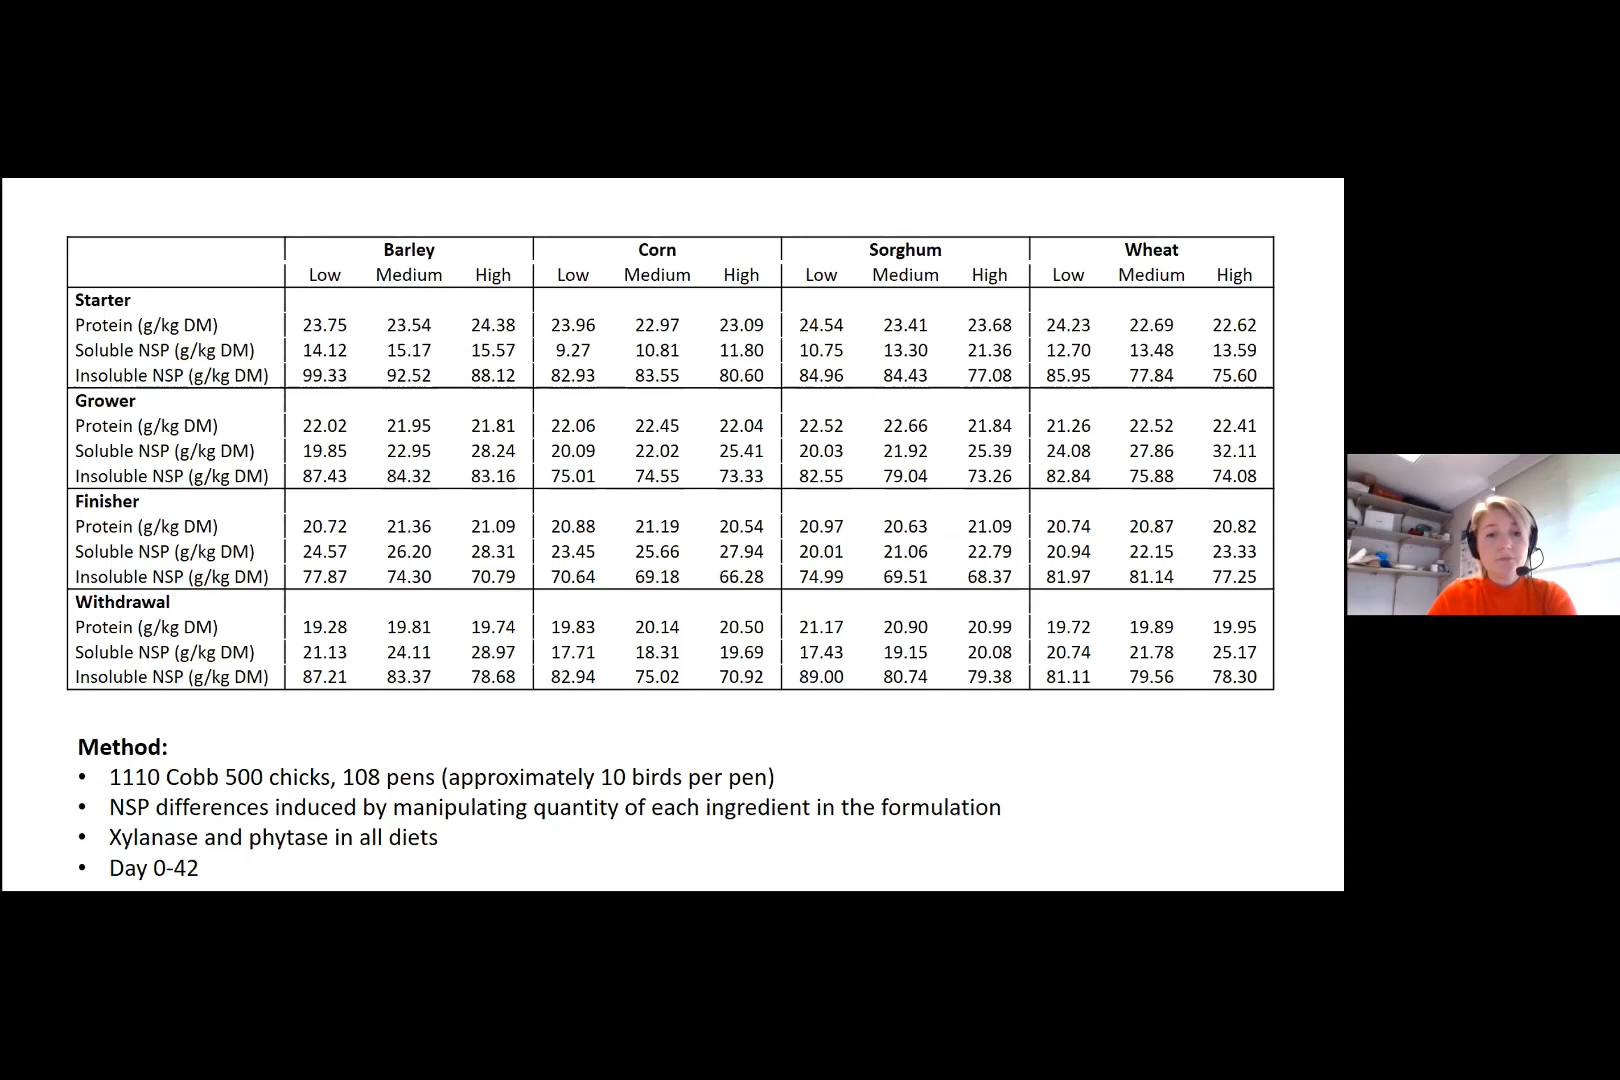 Barley Corn Sorghum Wheat
Low Medium High Low Medium High Low Medium High Low Medium High
Starter
Protein (g/kg DM) 23.75 23.54 24.38 23.96 22.97 23.09 24.54 23.41 23.68 24.23 22.69 22.62
Soluble NSP (g/kg DM) 14.12 15.17 15.57 9.27 10.81 11.80 10.75 13.30 21.36 12.70 13.48 13.59
Insoluble NSP (g/kg DM) 99.33 92.52 88.12 82.93 83.55 80.60 84.96 84.43 77.08 85.95 77.84 75.60
Grower
Protein (g/kg DM) 22.02 21.95 21.81 22.06 22.45 22.04 22.52 22.66 21.84 21.26 22.52 22.41
Soluble NSP (g/kg DM) 19.85 22.95 28.24 20.09 22.02 25.41 20.03 21.92 25.39 24.08 27.86 32.11
Insoluble NSP (g/kg DM) 87.43 84.32 83.16 75.01 74.55 73.33 82.55 79.04 73.26 82.84 75.88 74.08
Finisher
Protein (g/kg DM) 20.72 21.36 21.09 20.88 21.19 20.54 20.97 20.63 21.09 20.74 20.87 20.82
Soluble NSP (g/kg DM) 24.57 26.20 28.31 23.45 25.66 27.94 20.01 21.06 22.79 20.94 22.15 23.33
Insoluble NSP (g/kg DM) 77.87 74.30 70.79 70.64 69.18 66.28 74.99 69.51 68.37 81.97 81.14 77.25
Withdrawal
Protein (g/kg DM) 19.28 19.81 19.74 19.83 20.14 20.50 21.17 20.90 20.99 19.72 19.89 19.95
Soluble NSP (g/kg DM) 21.13 24.11 28.97 17.71 18.31 19.69 17.43 19.15 20.08 20.74 21.78 25.17
Insoluble NSP (g/kg DM) 87.21 83.37 78.68 82.94 75.02 70.92 89.00 80.74 79.38 81.11 79.56 78.30
Method:
• 1110 Cobb 500 chicks, 108 pens (approximately 10 birds per pen)
• NSP differences induced by manipulating quantity of each ingredient in the formulation
• Xylanase and phytase in all diets
• Day 0-42